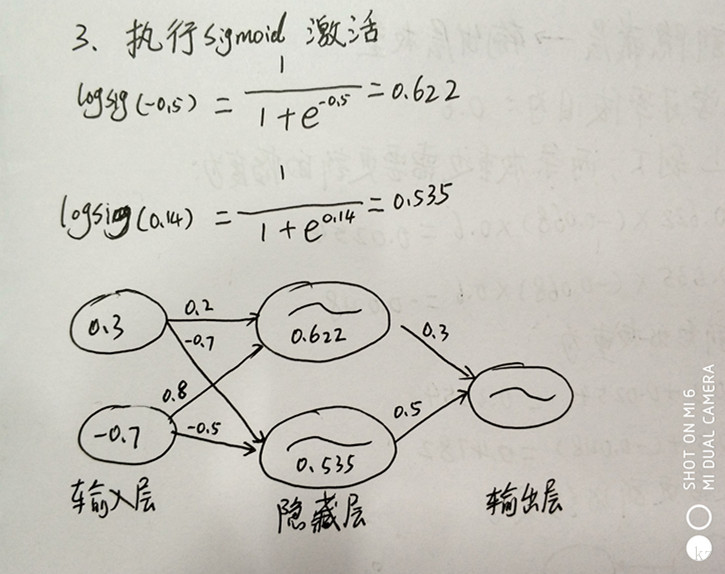 3、执行sigmoid 激活
logsig(-0.5) = 1 / 1+e^-0.5 = 0.622
logsig(0.14) = 1 / 1+e^0.14 = 0.535
0.3
0.2
-0.7
0.622
0.3
0.8
-0.7
-0.5
0.535
0.5
输入层
隐藏层
输出层
SHOT ON MI 6
MI DUAL CAMERA